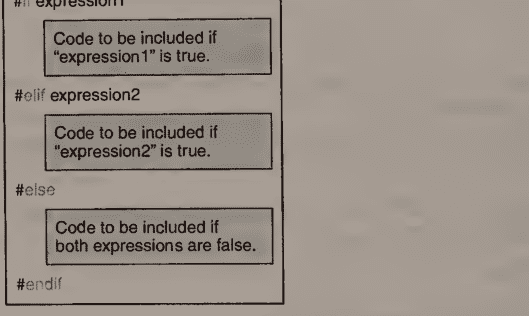 #if expression1
Code to be included if
“expression1” is true.
#elif expression2
Code to be included if
“expression2” is true.
#else
Code to be included if
both expressions are false.
#endif